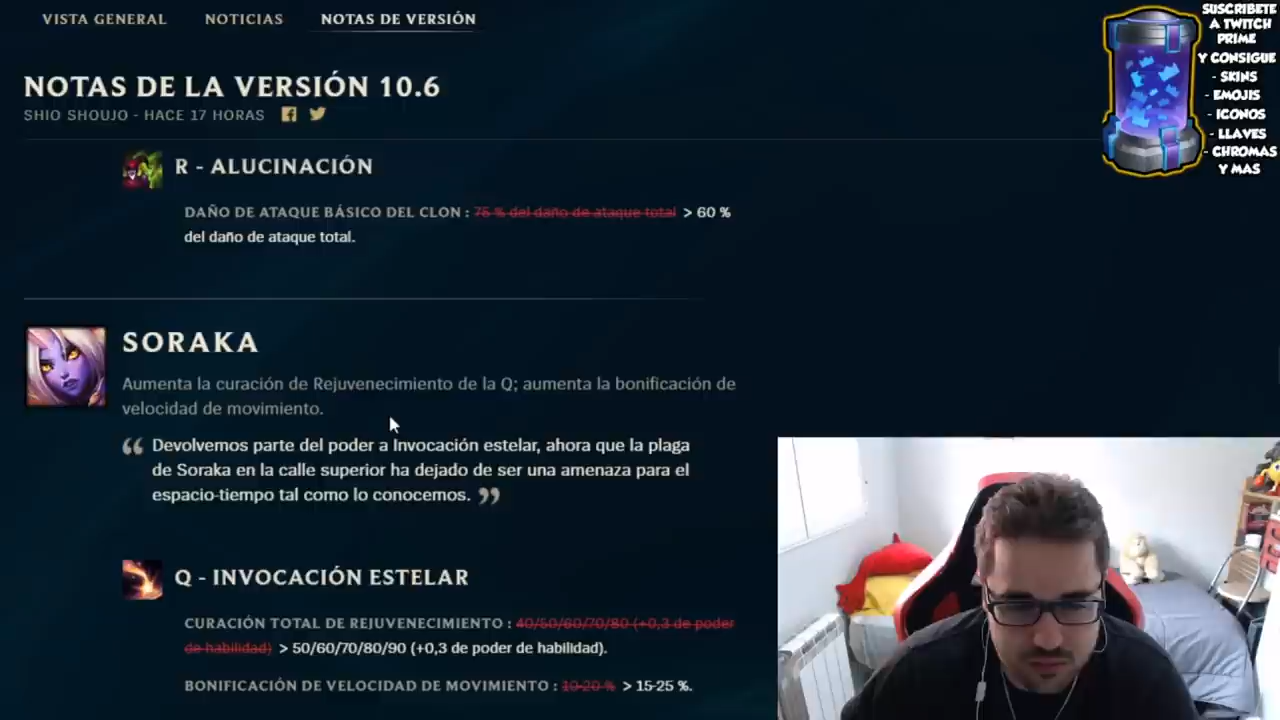 VISTA GENERAL NOTICIAS NOTAS DE VERSIÓN
NOTAS DE LA VERSIÓN 10.6
SHIO SHOUJO - HACE 17 HORAS
R - ALUCINACIÓN
DAÑO DE ATAQUE BÁSICO DEL CLON : 75 % del daño de ataque total > 60 %
del daño de ataque total.
SORAKA
Aumenta la curación de Rejuvenecimiento de la Q; aumenta la bonificación de
velocidad de movimiento.
Devolvemos parte del poder a Invocación estelar, ahora que la plaga
de Soraka en la calle superior ha dejado de ser una amenaza para el
espacio-tiempo tal como lo conocemos.
Q - INVOCACIÓN ESTELAR
CURACIÓN TOTAL DE REJUVENECIMIENTO : 40/50/60/70/80 (+0,3 de poder
de habilidad) > 50/60/70/80/90 (+0,3 de poder de habilidad).
BONIFICACIÓN DE VELOCIDAD DE MOVIMIENTO : 10-20 % > 15-25 %.
SUSCRIBETE
A TWITCH
PRIME
Y CONSIGUE
- SKINS
- EMOJIS
- ICONOS
- LLAVES
- CHROMAS
Y MAS